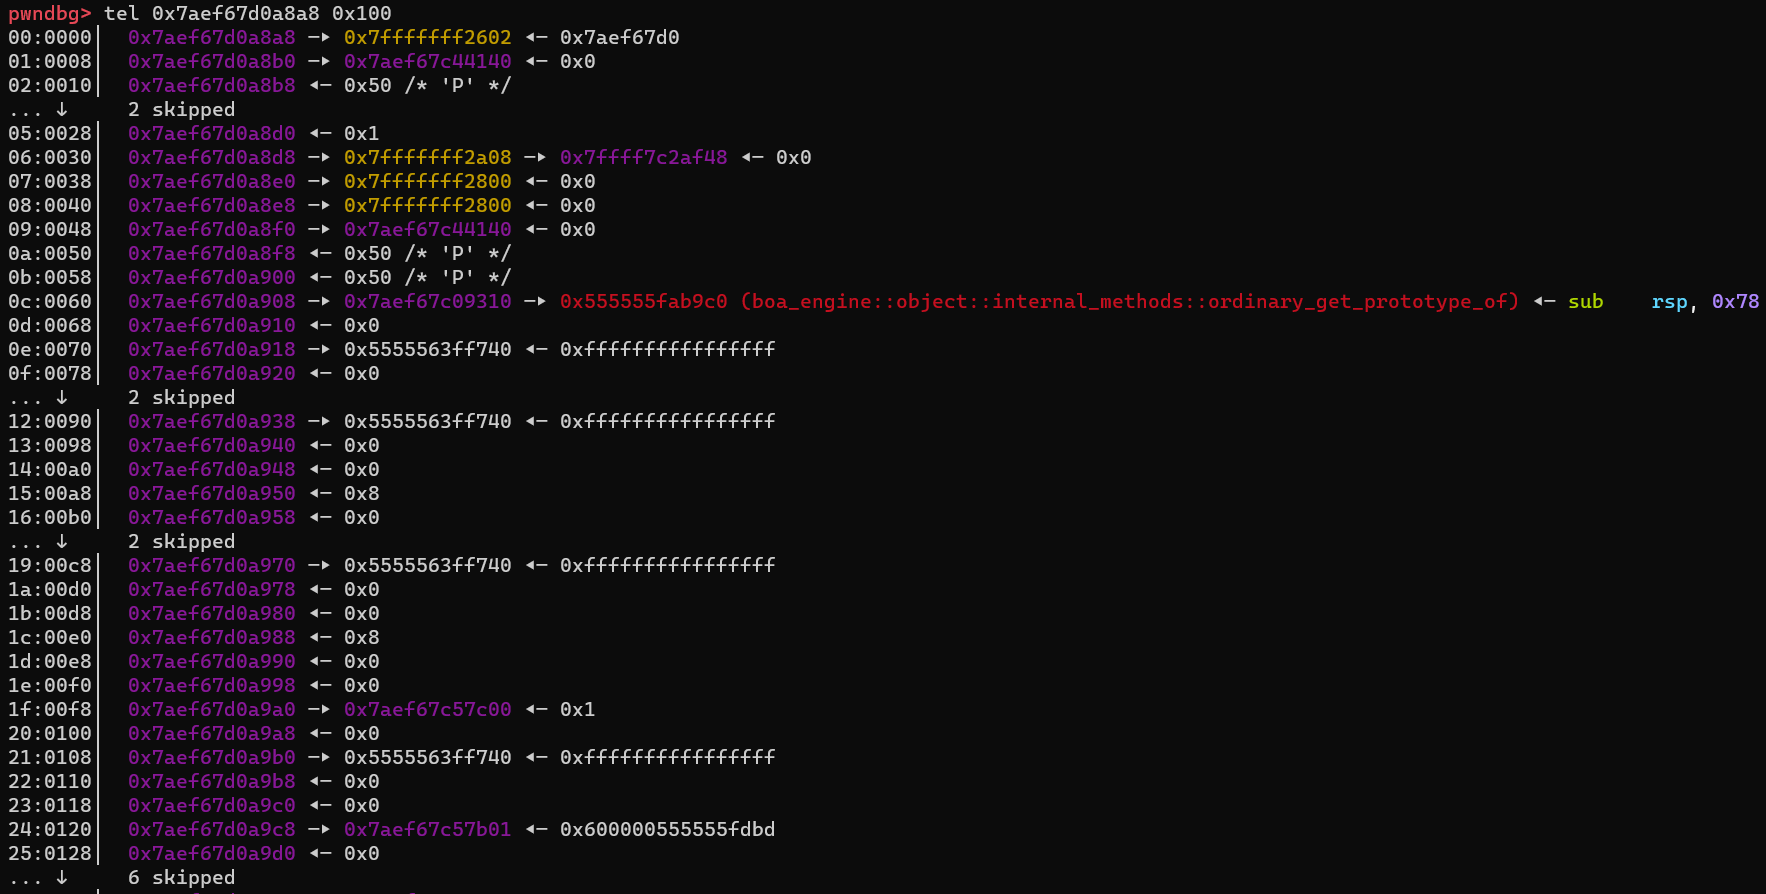 pwndbg> tel 0x7aef67d0a8a8 0x100
00:0000│  0x7aef67d0a8a8 —▸ 0x7fffffff2602 ◂— 0x7aef67d0
01:0008│  0x7aef67d0a8b0 —▸ 0x7aef67c44140 ◂— 0x0
02:0010│  0x7aef67d0a8b8 ◂— 0x50 /* 'P' */
... ↓     2 skipped
05:0028│  0x7aef67d0a8d0 ◂— 0x1
06:0030│  0x7aef67d0a8d8 —▸ 0x7fffffff2a08 —▸ 0x7ffff7c2af48 ◂— 0x0
07:0038│  0x7aef67d0a8e0 —▸ 0x7fffffff2800 ◂— 0x0
08:0040│  0x7aef67d0a8e8 —▸ 0x7fffffff2800 ◂— 0x0
09:0048│  0x7aef67d0a8f0 —▸ 0x7aef67c44140 ◂— 0x0
0a:0050│  0x7aef67d0a8f8 ◂— 0x50 /* 'P' */
0b:0058│  0x7aef67d0a900 ◂— 0x50 /* 'P' */
0c:0060│  0x7aef67d0a908 —▸ 0x7aef67c09310 —▸ 0x555555fab9c0 (boa_engine::object::internal_methods::ordinary_get_prototype_of) ◂— sub    rsp, 0x78
0d:0068│  0x7aef67d0a910 ◂— 0x0
0e:0070│  0x7aef67d0a918 —▸ 0x5555563ff740 ◂— 0xffffffffffffffff
0f:0078│  0x7aef67d0a920 ◂— 0x0
... ↓     2 skipped
12:0090│  0x7aef67d0a938 —▸ 0x5555563ff740 ◂— 0xffffffffffffffff
13:0098│  0x7aef67d0a940 ◂— 0x0
14:00a0│  0x7aef67d0a948 ◂— 0x0
15:00a8│  0x7aef67d0a950 ◂— 0x8
16:00b0│  0x7aef67d0a958 ◂— 0x0
... ↓     2 skipped
19:00c8│  0x7aef67d0a970 —▸ 0x5555563ff740 ◂— 0xffffffffffffffff
1a:00d0│  0x7aef67d0a978 ◂— 0x0
1b:00d8│  0x7aef67d0a980 ◂— 0x0
1c:00e0│  0x7aef67d0a988 ◂— 0x8
1d:00e8│  0x7aef67d0a990 ◂— 0x0
1e:00f0│  0x7aef67d0a998 ◂— 0x0
1f:00f8│  0x7aef67d0a9a0 —▸ 0x7aef67c57c00 ◂— 0x1
20:0100│  0x7aef67d0a9a8 ◂— 0x0
21:0108│  0x7aef67d0a9b0 —▸ 0x5555563ff740 ◂— 0xffffffffffffffff
22:0110│  0x7aef67d0a9b8 ◂— 0x0
23:0118│  0x7aef67d0a9c0 ◂— 0x0
24:0120│  0x7aef67d0a9c8 —▸ 0x7aef67c57b01 ◂— 0x600000555555fdbd
25:0128│  0x7aef67d0a9d0 ◂— 0x0
... ↓     6 skipped